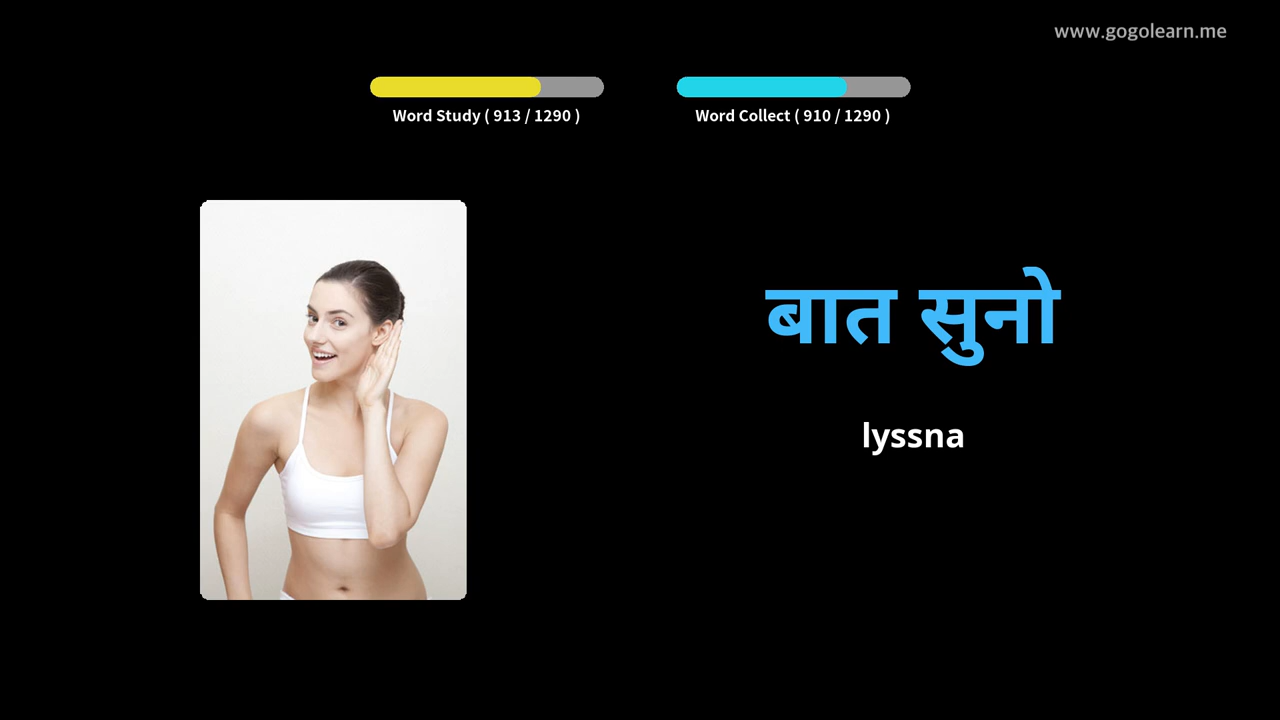 www.gogolearn.me
Word Study ( 913 / 1290 )
Word Collect ( 910 / 1290 )
बात सुनो
lyssna